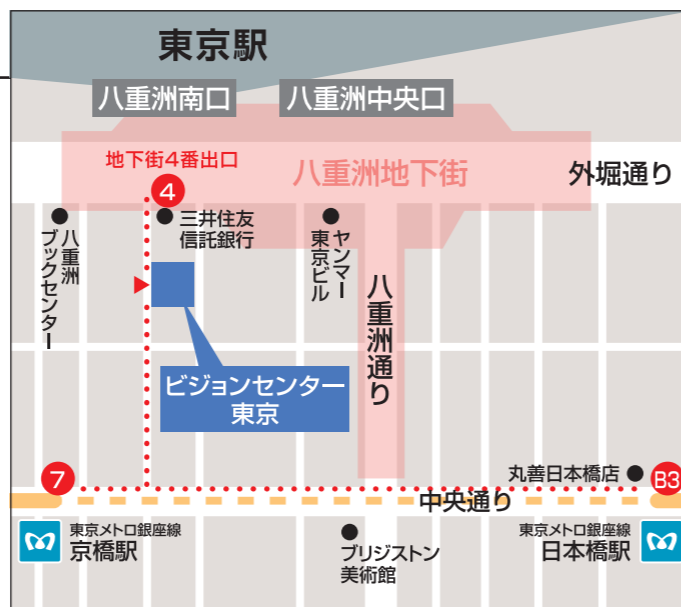 東京駅
八重洲南口
八重洲中央口
地下街4番出口
八重洲地下街
外堀通り
4
三井住友
信託銀行
八重洲
ブックセンター
ヤンマー
東京ビル
八重洲通り
ビジョンセンター
東京
丸善日本橋店
7
B3
中央通り
東京メトロ銀座線
京橋駅
ブリジストン
美術館
東京メトロ銀座線
日本橋駅